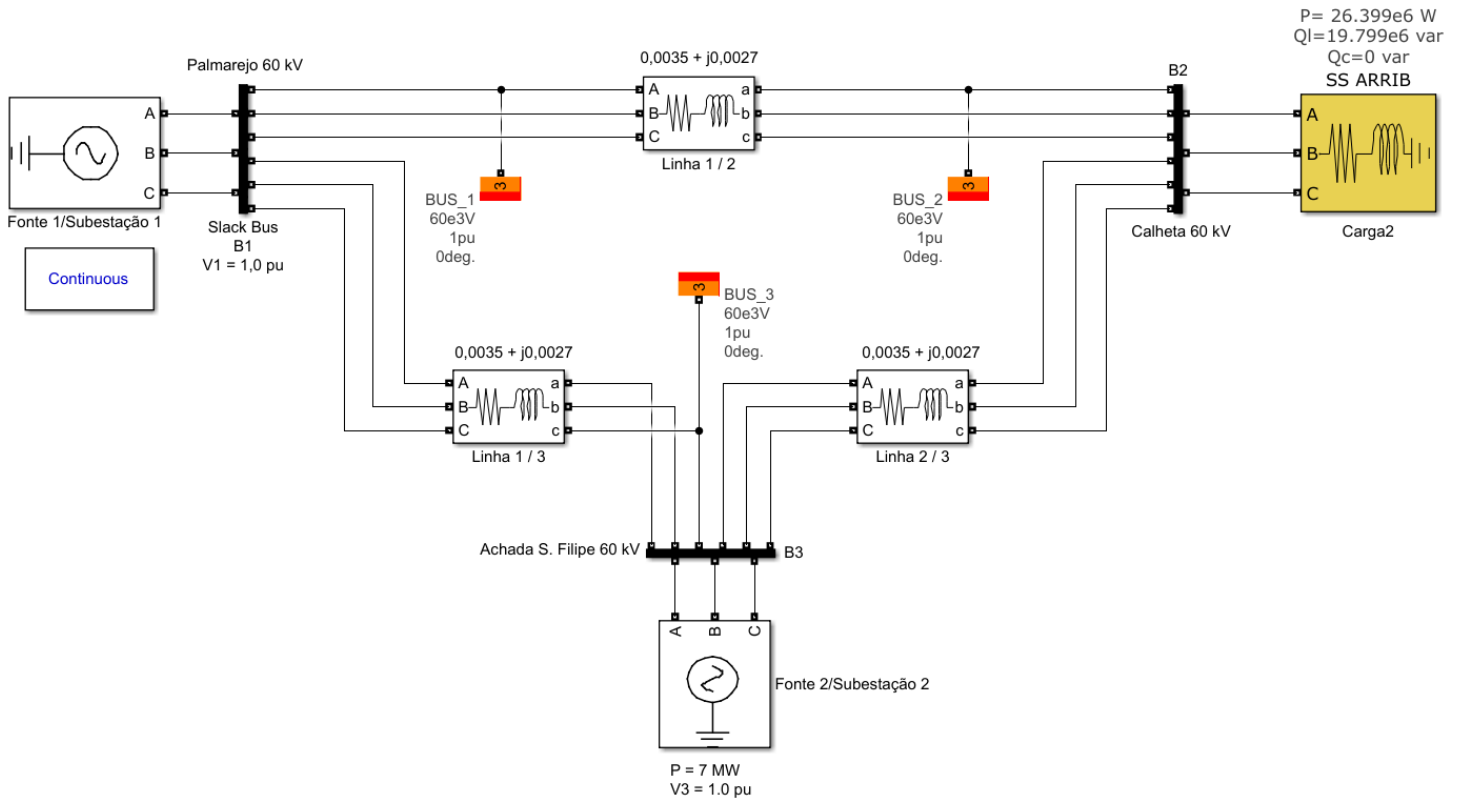 P= 26.399e6 W
Ql=19.799e6 var
Qc=0 var
SS ARRIB
0,0035 + j0,0027
Palmarejo 60 kV
B2
A
B
C
A
B
C
a
b
c
A
B
C
Linha 1 / 2
Fonte 1/Subestação 1
Slack Bus
B1
V1 = 1,0 pu
3
BUS_1
60e3V
1pu
0deg.
3
BUS_2
60e3V
1pu
0deg.
Calheta 60 kV
Carga2
Continuous
3
BUS_3
60e3V
1pu
0deg.
0,0035 + j0,0027
0,0035 + j0,0027
A
B
C
a
b
c
A
B
C
a
b
c
Linha 1 / 3
Linha 2 / 3
Achada S. Filipe 60 kV
B3
A
B
C
Fonte 2/Subestação 2
P = 7 MW
V3 = 1.0 pu